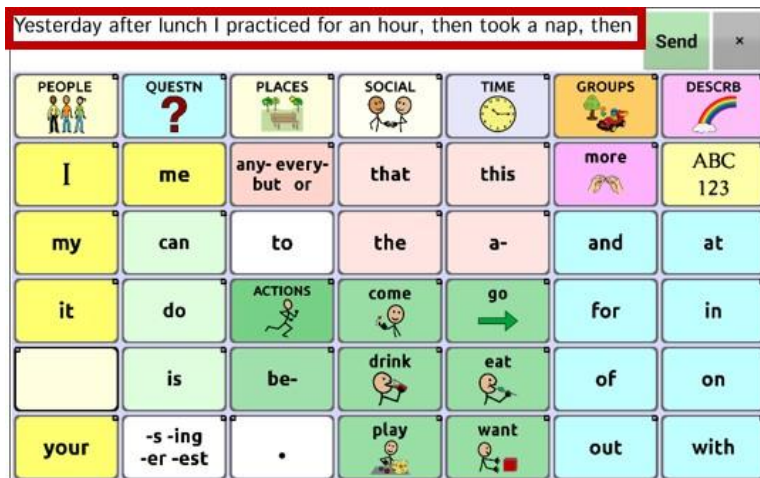 Yesterday after lunch I practiced for an hour, then took a nap, then
Send ×
PEOPLE QUESTN PLACES SOCIAL TIME GROUPS DESCRB
?
I me any- every- but or that this more ABC 123
my can to the a- and at
it do ACTIONS come go for in
is be- drink eat of on
your -s -ing -er -est . play want out with